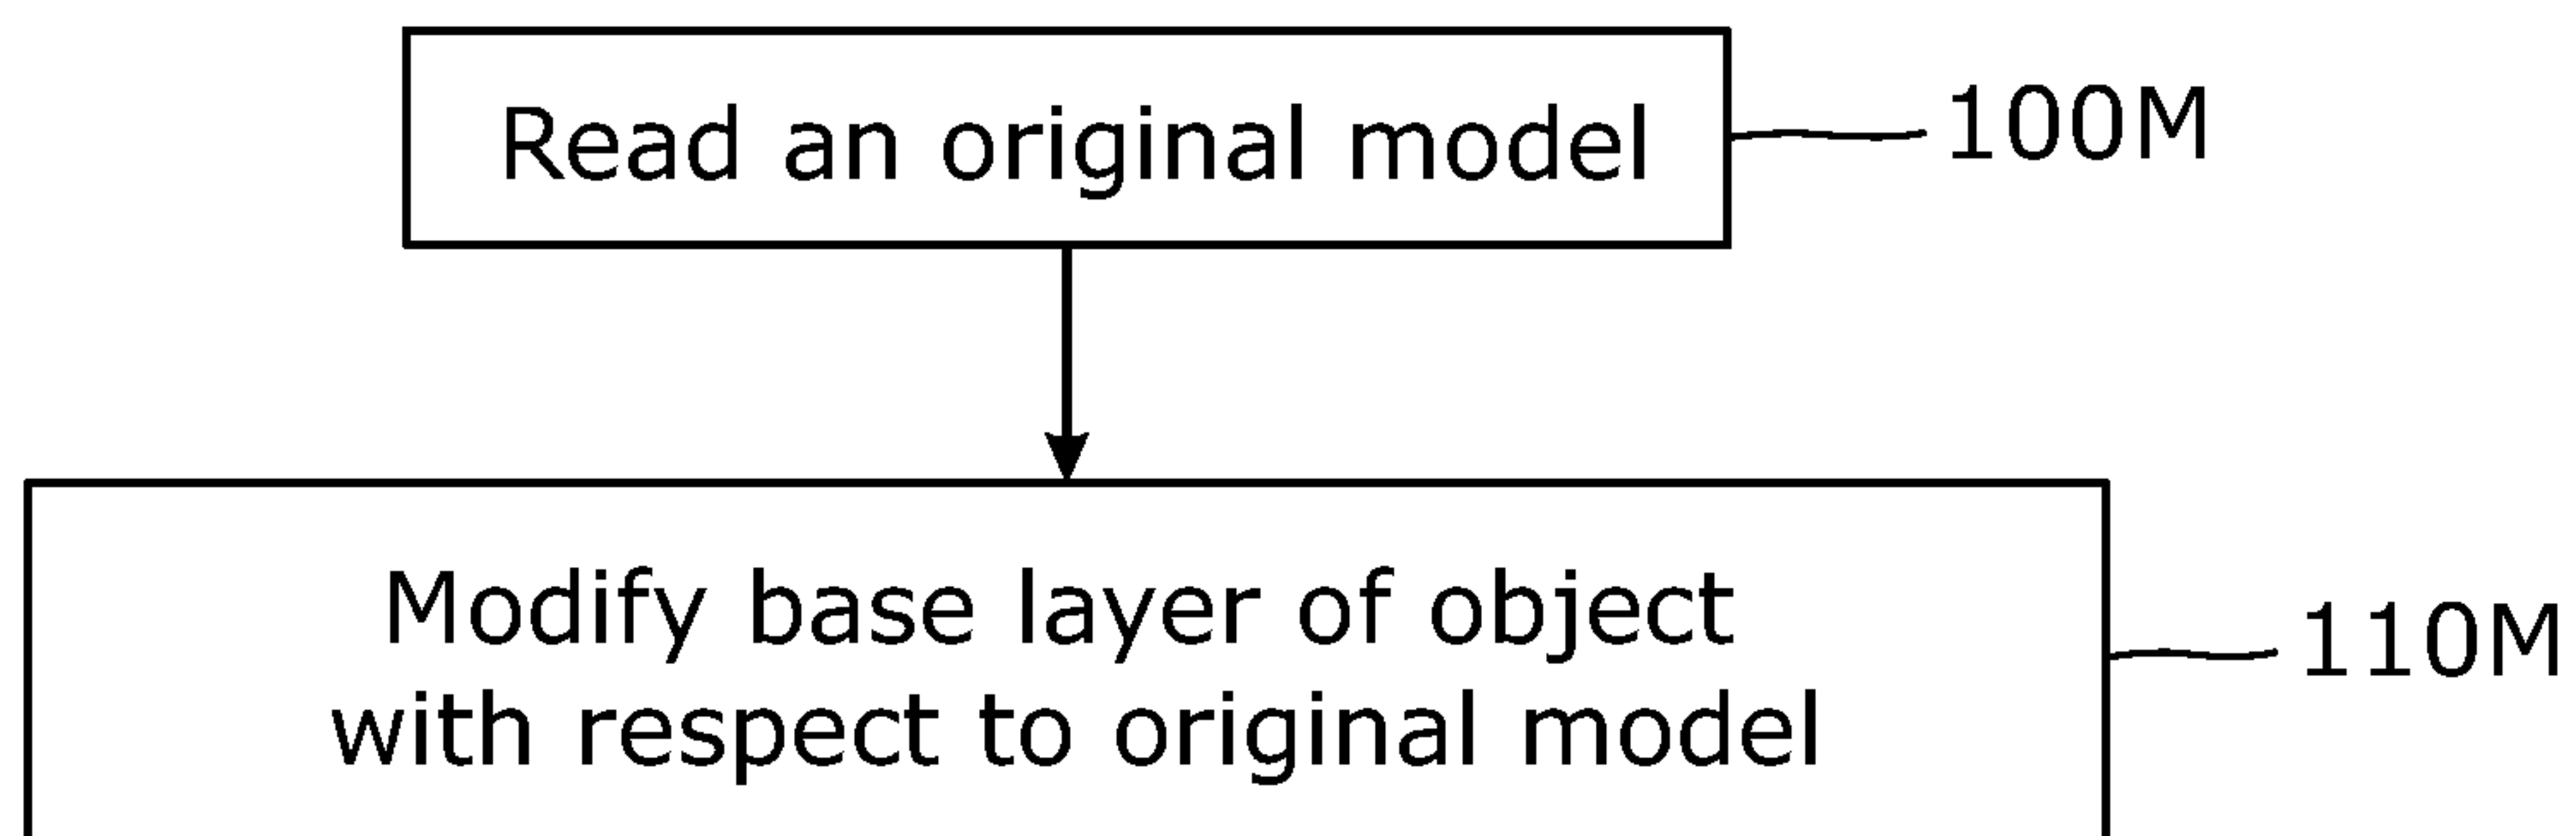 Read an original model
100M
Modify base layer of object
with respect to original model
110M